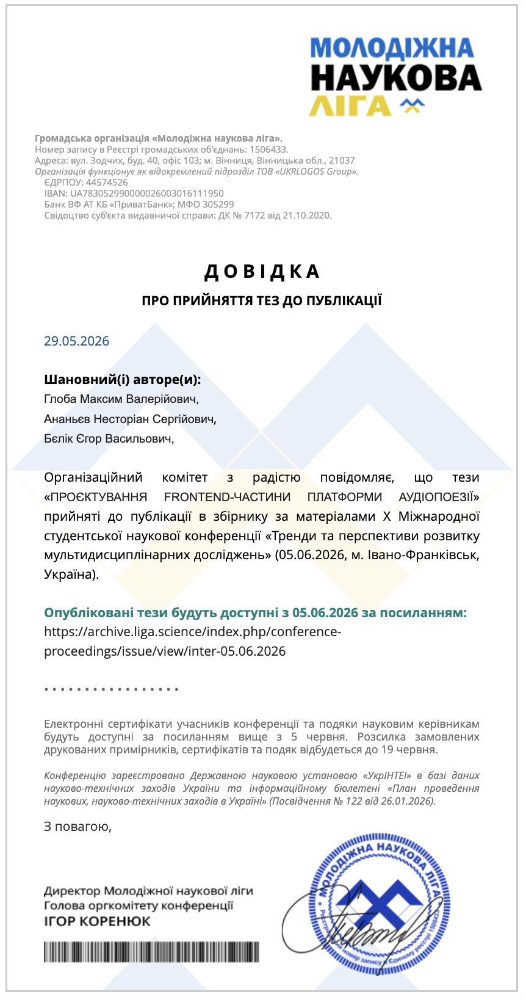 МОЛОДІЖНА
НАУКОВА
ЛІГА
Громадська організація «Молодіжна наукова ліга».
Номер запису в Реєстрі громадських об'єднань: 1506433.
Адреса: вул. Зодчих, буд. 40, офіс 103; м. Вінниця, Вінницька обл., 21037
Організація функціонує як відокремлений підрозділ ТОВ «UKRLOGOS Group».
ЄДРПОУ: 44574526
IBAN: UA783052990000026003016111950
Банк ВФ АТ КБ «ПриватБанк»; МФО 305299
Свідоцтво суб’єкта видавничої справи: ДК № 7172 від 21.10.2020.
ДОВІДКА
ПРО ПРИЙНЯТТЯ ТЕЗ ДО ПУБЛІКАЦІЇ
29.05.2026
Шановний(і) авторе(и):
Глоба Максим Валерійович,
Ананьєв Несторіан Сергійович,
Бєлік Єгор Васильович,
Організаційний комітет з радістю повідомляє, що тези
«ПРОЄКТУВАННЯ FRONTEND-ЧАСТИНИ ПЛАТФОРМИ АУДІОПОЕЗІЇ»
прийняті до публікації в збірнику за матеріалами X Міжнародної
студентської наукової конференції «Тренди та перспективи розвитку
мультидисциплінарних досліджень» (05.06.2026, м. Івано-Франківськ,
Україна).
Опубліковані тези будуть доступні з 05.06.2026 за посиланням:
https://archive.liga.science/index.php/conference-
proceedings/issue/view/inter-05.06.2026
. . . . . . . . . . . . . . . . .
Електронні сертифікати учасників конференції та подяки науковим керівникам
будуть доступні за посиланням вище з 5 червня. Розсилка замовлених
друкованих примірників, сертифікатів та подяк відбудеться до 19 червня.
Конференцію зареєстровано Державною науковою установою «УкрІНТЕІ» в базі даних
науково-технічних заходів України та інформаційному бюлетені «План проведення
наукових, науково-технічних заходів в Україні» (Посвідчення № 122 від 26.01.2026).
З повагою,
Директор Молодіжної наукової ліги
Голова оргкомітету конференції
ІГОР КОРЕНЮК
* МОЛОДІЖНА НАУКОВА ЛІГА *
Реєстраційний номер запису в Єдиному реєстрі 1506433